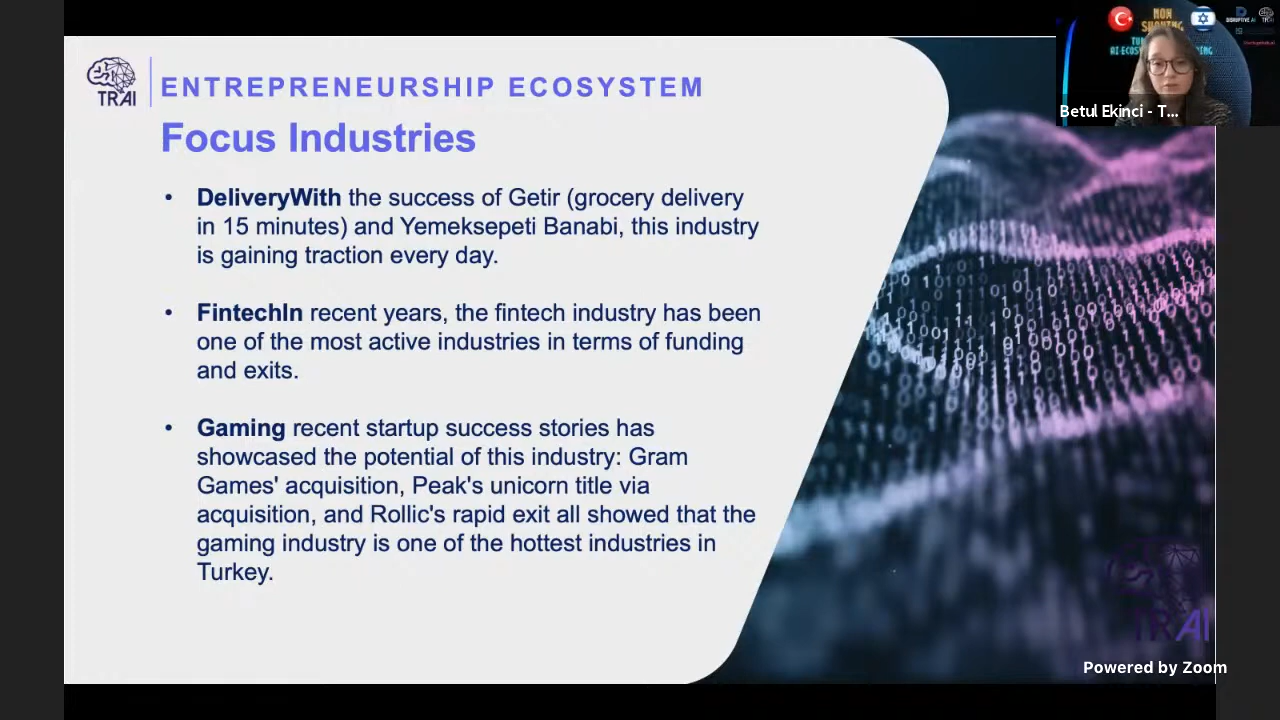 TRAI
ENTREPRENEURSHIP ECOSYSTEM
Focus Industries
• DeliveryWith the success of Getir (grocery delivery
in 15 minutes) and Yemeksepeti Banabi, this industry
is gaining traction every day.
• FintechIn recent years, the fintech industry has been
one of the most active industries in terms of funding
and exits.
• Gaming recent startup success stories has
showcased the potential of this industry: Gram
Games' acquisition, Peak's unicorn title via
acquisition, and Rollic's rapid exit all showed that the
gaming industry is one of the hottest industries in
Turkey.
NON
DISRUPTIVE AI
Betul Ekinci - T...
TRAI
Powered by Zoom